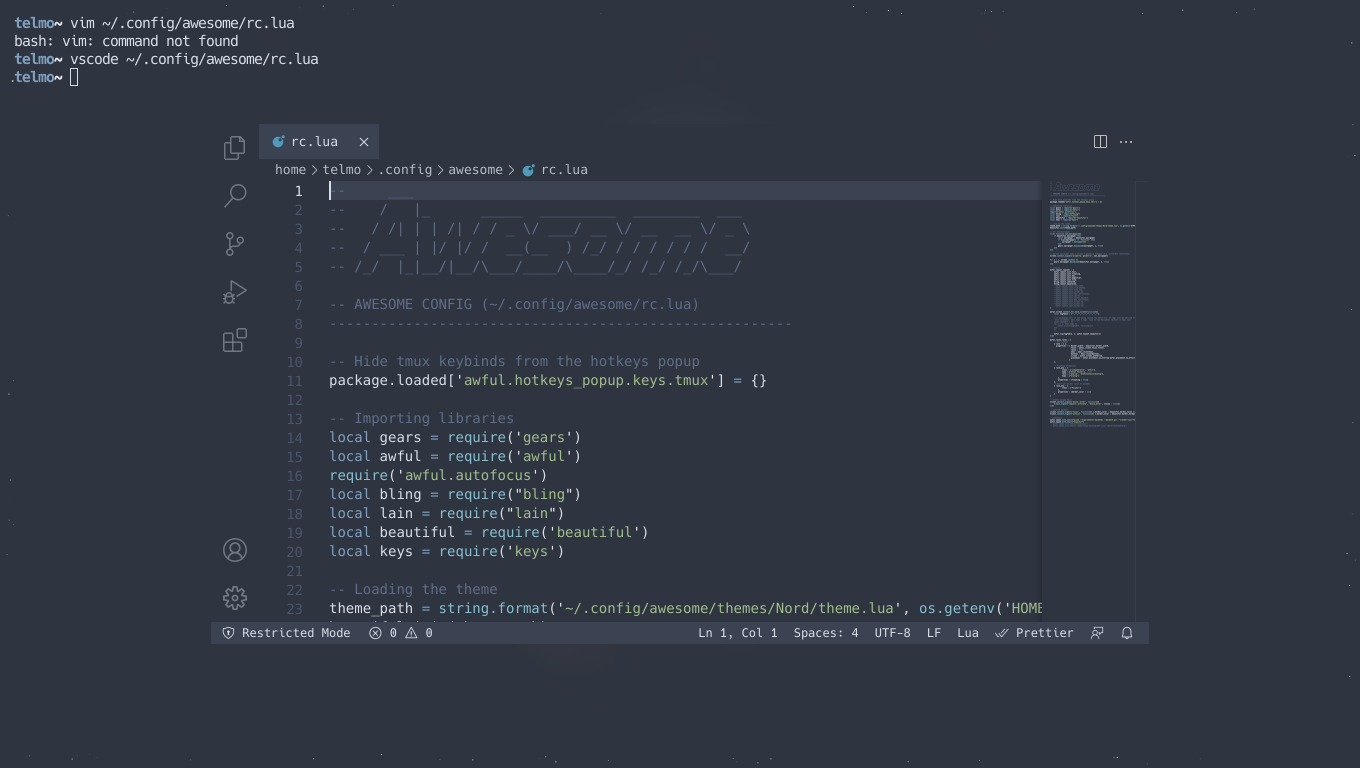 telmo~ vim ~/.config/awesome/rc.lua
bash: vim: command not found
telmo~ vscode ~/.config/awesome/rc.lua
telmo~
rc.lua
home > telmo > .config > awesome > rc.lua
1 --     ___
2 --    /   |_      _____  _________  ________  ___
3 --   / /| | | /| / / _ \/ ___/ __ \/ __  __ \/ _ \
4 --  / ___ | |/ |/ /  __(__  ) /_/ / / / / / /  __/
5 -- /_/  |_|__/|__/\___/____/\____/_/ /_/ /_/\___/
6
7 -- AWESOME CONFIG (~/.config/awesome/rc.lua)
8 -------------------------------------------------------
9
10 -- Hide tmux keybinds from the hotkeys popup
11 package.loaded['awful.hotkeys_popup.keys.tmux'] = {}
12
13 -- Importing libraries
14 local gears = require('gears')
15 local awful = require('awful')
16 require('awful.autofocus')
17 local bling = require("bling")
18 local lain = require("lain")
19 local beautiful = require('beautiful')
20 local keys = require('keys')
21
22 -- Loading the theme
23 theme_path = string.format('~/.config/awesome/themes/Nord/theme.lua', os.getenv('HOME
Restricted Mode 0 0 Ln 1, Col 1 Spaces: 4 UTF-8 LF Lua Prettier